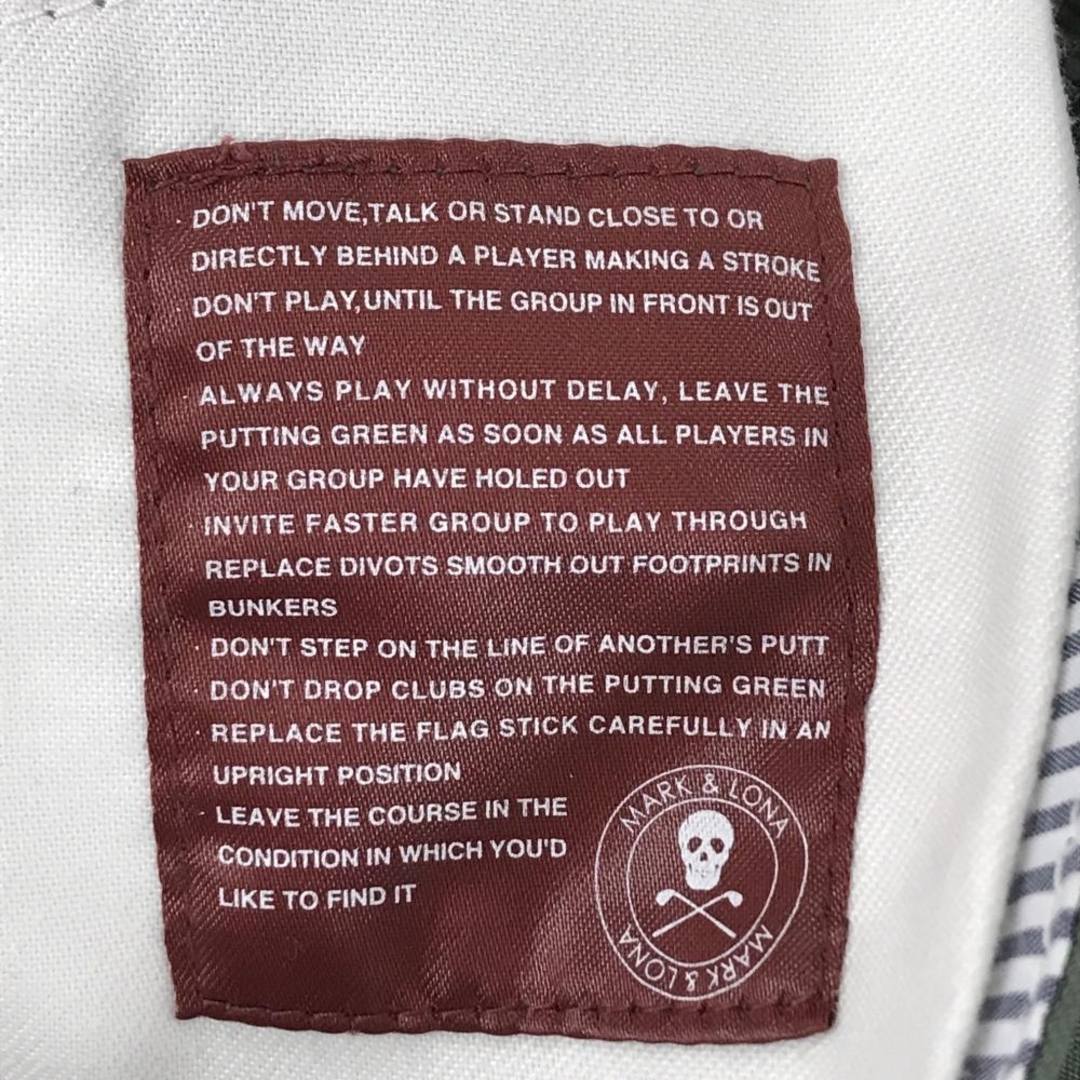 · DON'T MOVE,TALK OR STAND CLOSE TO OR
DIRECTLY BEHIND A PLAYER MAKING A STROKE
· DON'T PLAY,UNTIL THE GROUP IN FRONT IS OUT
OF THE WAY
· ALWAYS PLAY WITHOUT DELAY, LEAVE THE
PUTTING GREEN AS SOON AS ALL PLAYERS IN
YOUR GROUP HAVE HOLED OUT
· INVITE FASTER GROUP TO PLAY THROUGH
· REPLACE DIVOTS SMOOTH OUT FOOTPRINTS IN
BUNKERS
· DON'T STEP ON THE LINE OF ANOTHER'S PUTT
· DON'T DROP CLUBS ON THE PUTTING GREEN
· REPLACE THE FLAG STICK CAREFULLY IN AN
UPRIGHT POSITION
· LEAVE THE COURSE IN THE
CONDITION IN WHICH YOU'D
LIKE TO FIND IT
MARK & LONA
MARK & LONA